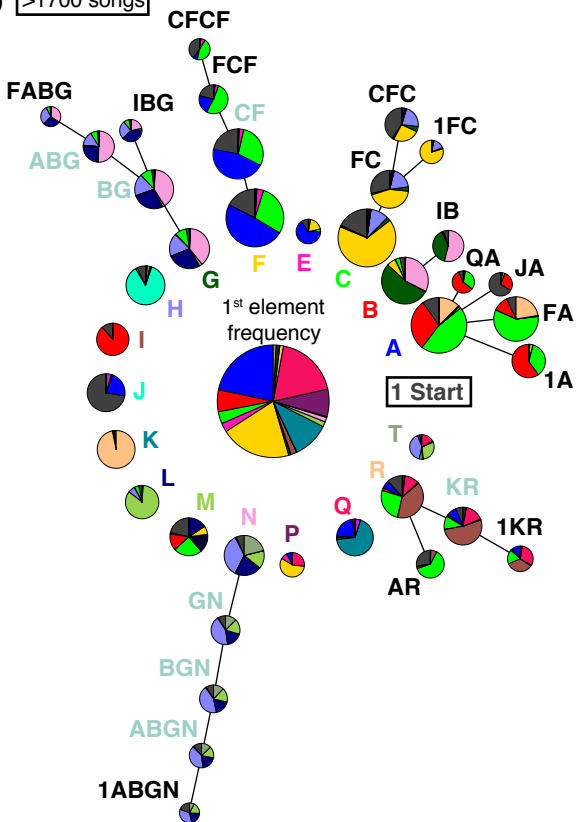 ) >1700 songs
CFCF
FCF
CF
FABG
IBG
ABG
BG
CFC
1FC
FC
IB
QA
JA
FA
1A
G
F
E
C
B
A
H
1st element
frequency
I
J
K
L
M
N
P
Q
R
T
1 Start
KR
1KR
AR
GN
BGN
ABGN
1ABGN